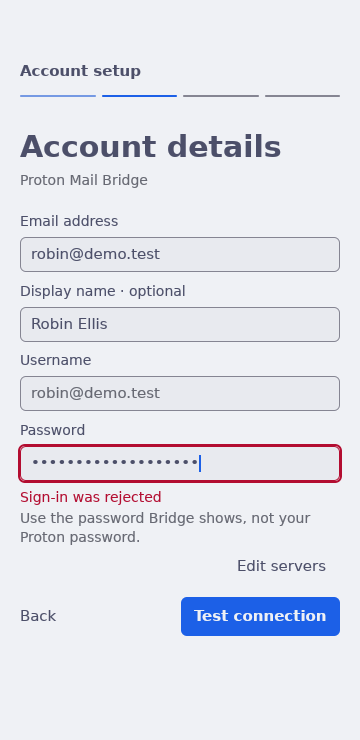 Account setup
Account details
Proton Mail Bridge
Email address
robin@demo.test
Display name · optional
Robin Ellis
Username
robin@demo.test
Password
•••••••••••••••••••
Sign-in was rejected
Use the password Bridge shows, not your
Proton password.
Edit servers
Back
Test connection